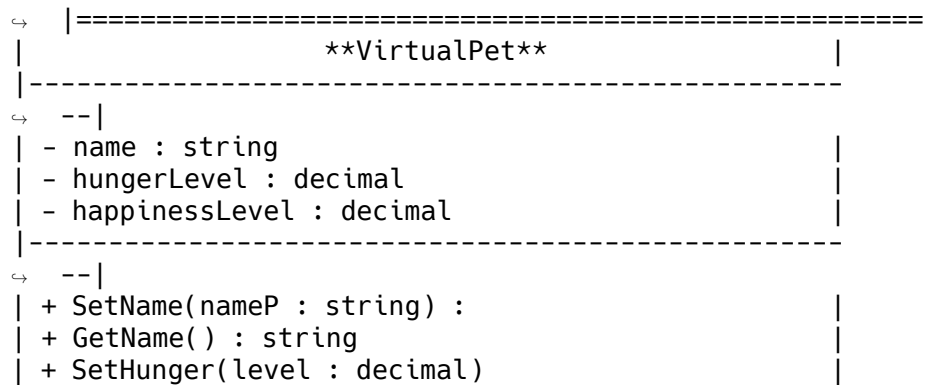 ↪ |=====================================================
| **VirtualPet** |
|---------------------------------------------------
↪ --|
| - name : string |
| - hungerLevel : decimal |
| - happinessLevel : decimal |
|---------------------------------------------------
↪ --|
| + SetName(nameP : string) : |
| + GetName() : string |
| + SetHunger(level : decimal) |